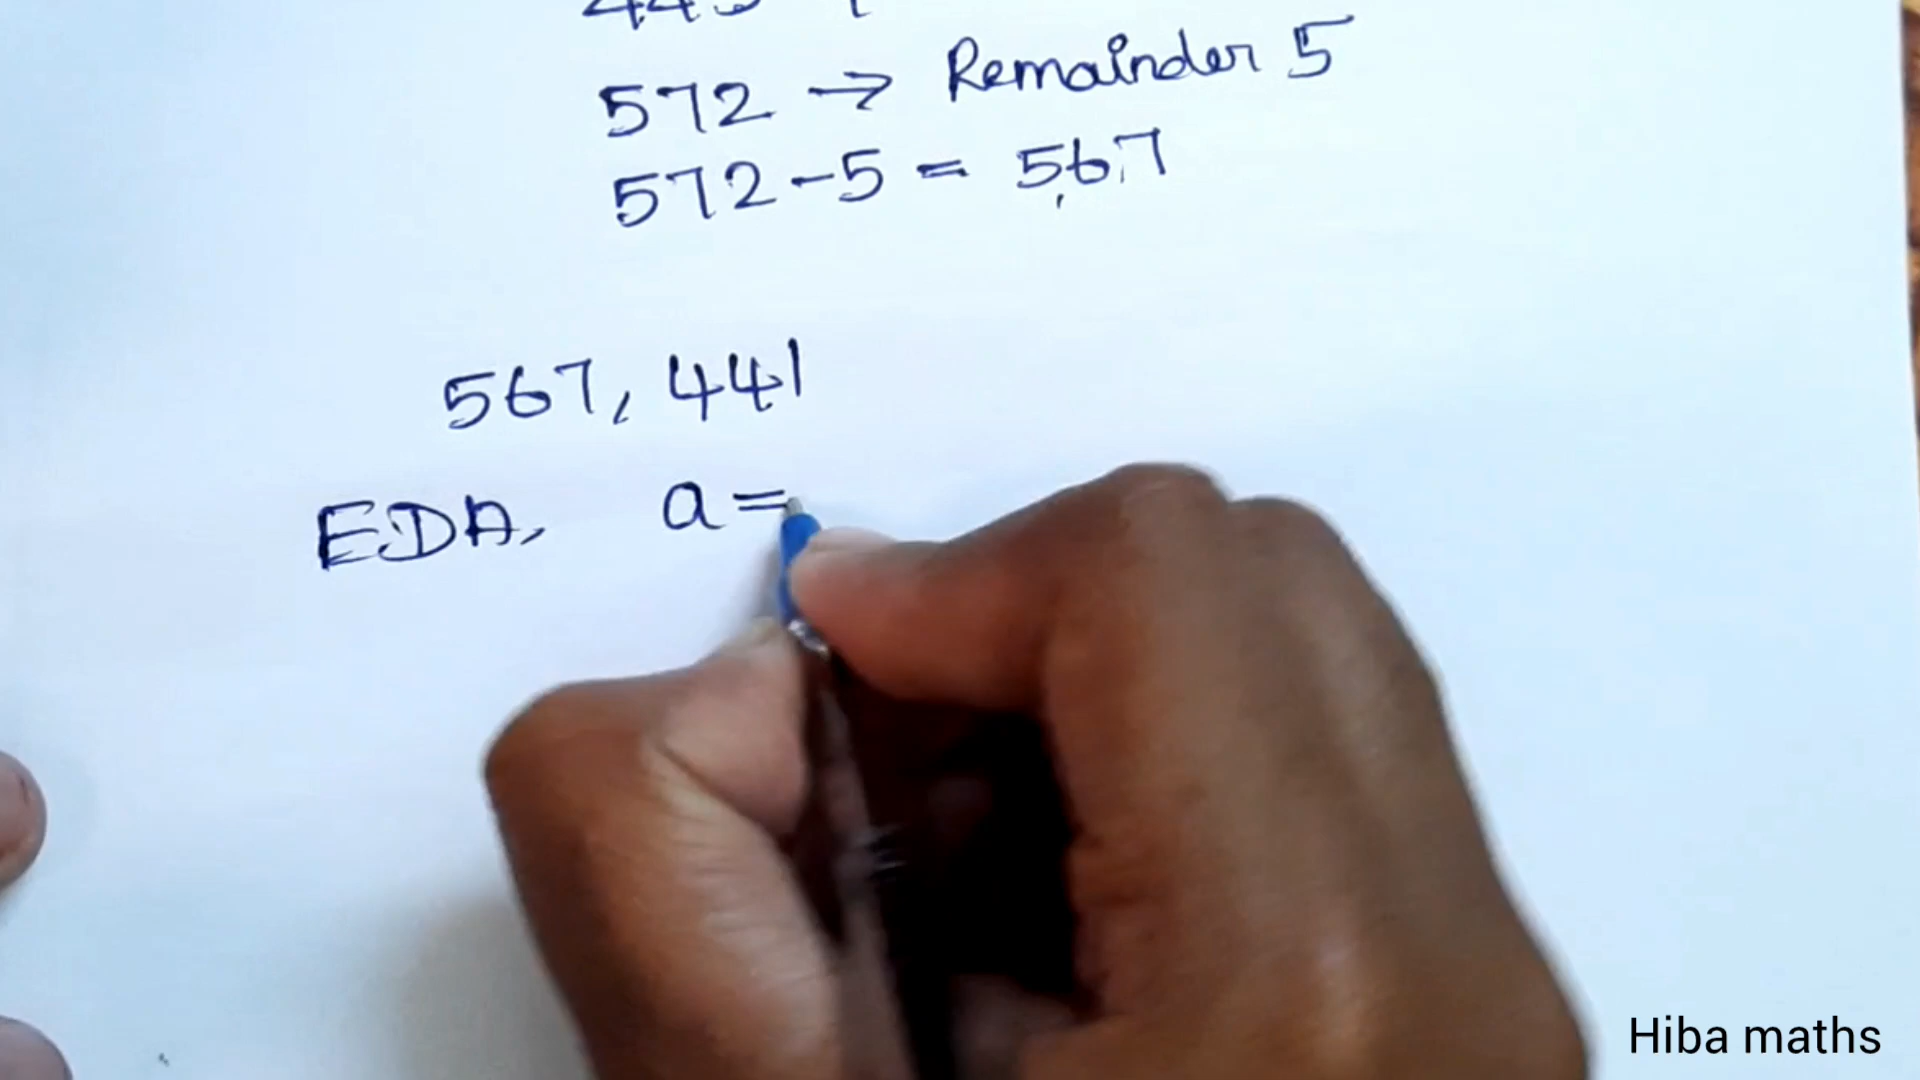 572 → Remainder 5
572 - 5 = 567
567, 441
EDA, a =
Hiba maths